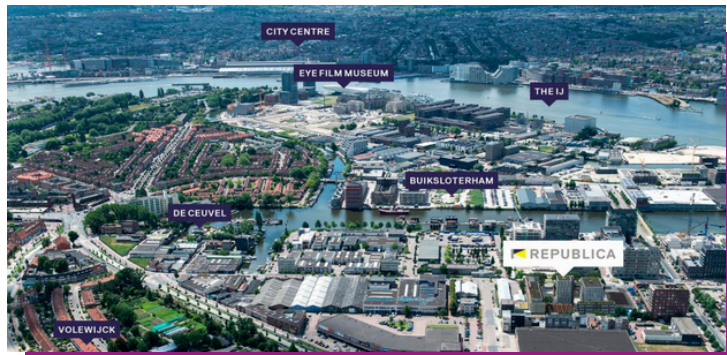 CITY CENTRE
EYE FILM MUSEUM
THE IJ
BUIKSLOTERHAM
DE CEUVEL
REPUBLICA
VOLEWIJCK